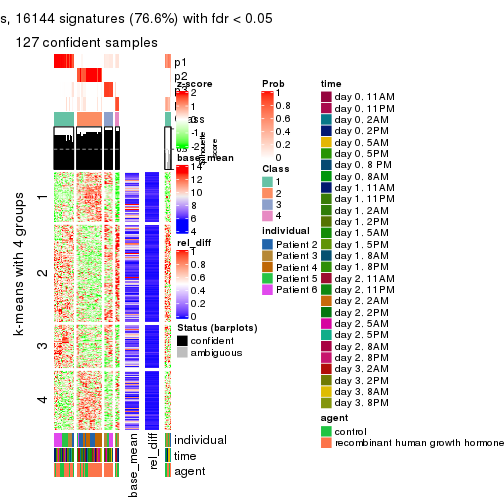 s, 16144 signatures (76.6%) with fdr < 0.05
127 confident samples
p1
p2
z-score
2
1
0
-1
-2
silhouette
score
base_mean
14
12
10
8
6
4
rel_diff
1
0.8
0.6
0.4
0.2
0
Status (barplots)
confident
ambiguous
k-means with 4 groups
1
2
3
4
base_mean
rel_diff
individual
time
agent
Prob
1
0.8
0.6
0.4
0.2
0
Class
1
2
3
4
individual
Patient 2
Patient 3
Patient 4
Patient 5
Patient 6
time
day 0. 11AM
day 0. 11PM
day 0. 2AM
day 0. 2PM
day 0. 5AM
day 0. 5PM
day 0. 8 PM
day 0. 8AM
day 1. 11AM
day 1. 11PM
day 1. 2AM
day 1. 2PM
day 1. 5AM
day 1. 5PM
day 1. 8AM
day 1. 8PM
day 2. 11AM
day 2. 11PM
day 2. 2AM
day 2. 2PM
day 2. 5AM
day 2. 5PM
day 2. 8AM
day 2. 8PM
day 3. 2AM
day 3. 2PM
day 3. 8AM
day 3. 8PM
agent
control
recombinant human growth hormone